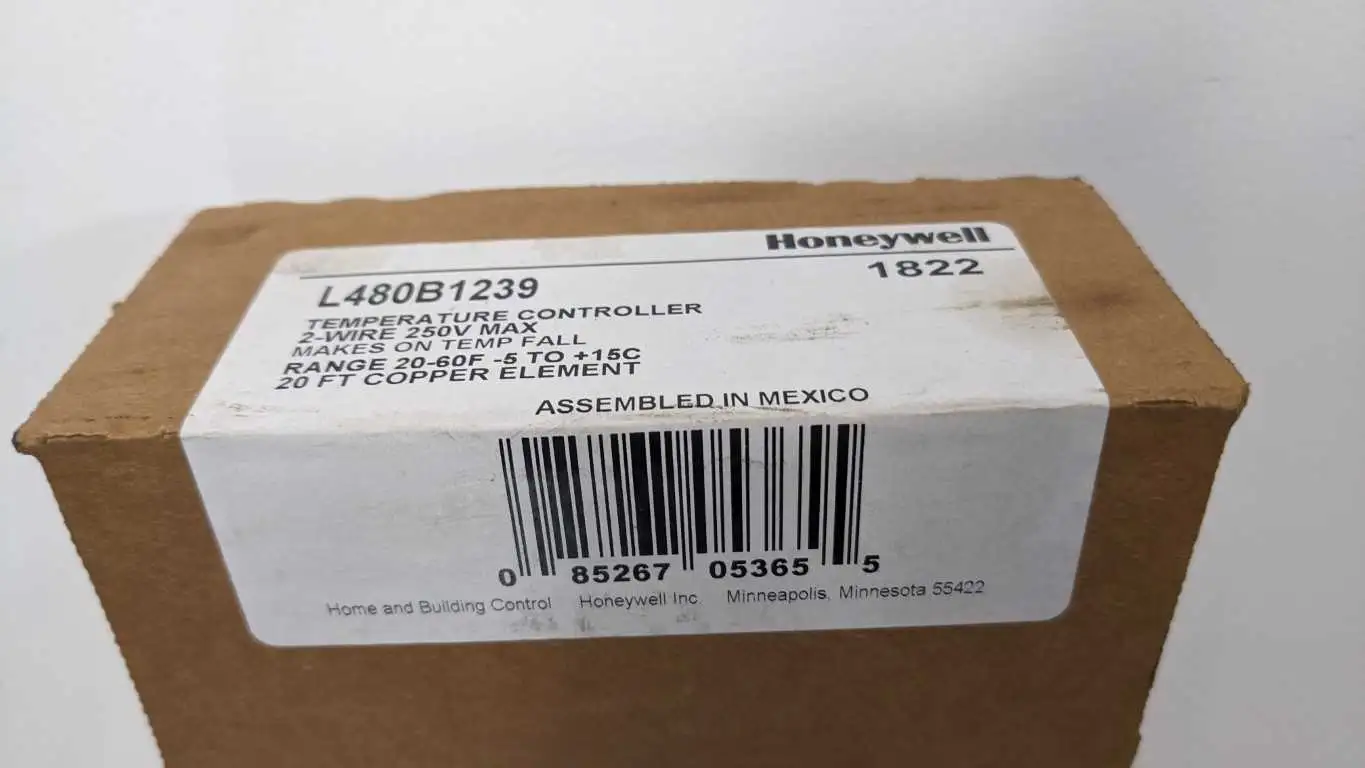 Honeywell
L480B1239
1822
TEMPERATURE CONTROLLER
2-WIRE 250V MAX
MAKES ON TEMP FALL
RANGE 20-60F -5 TO +15C
20 FT COPPER ELEMENT
ASSEMBLED IN MEXICO
0 85267 05365 5
Home and Building Control Honeywell Inc. Minneapolis, Minnesota 55422